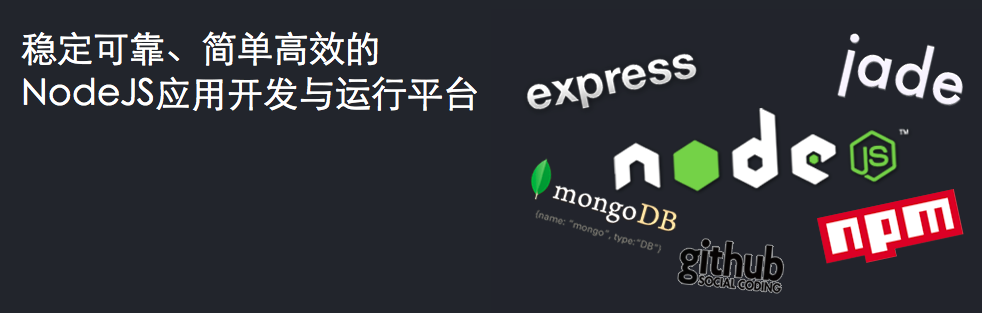 稳定可靠、简单高效的
NodeJS应用开发与运行平台
express
jade
node JS™
mongoDB
{name: "mongo", type:"DB"}
npm
github
SOCIAL CODING